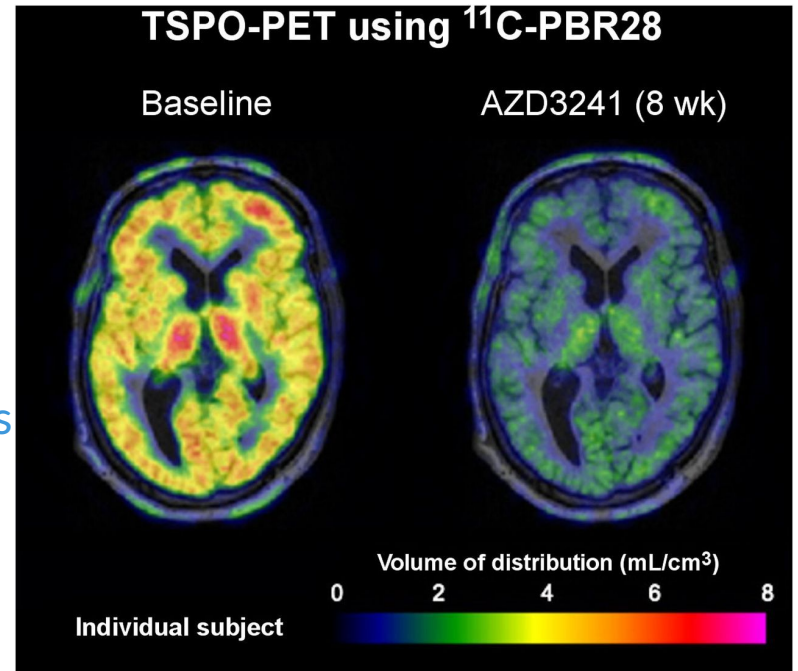 TSPO-PET using ¹¹C-PBR28
Baseline AZD3241 (8 wk)
s
Volume of distribution (mL/cm³)
0 2 4 6 8
Individual subject